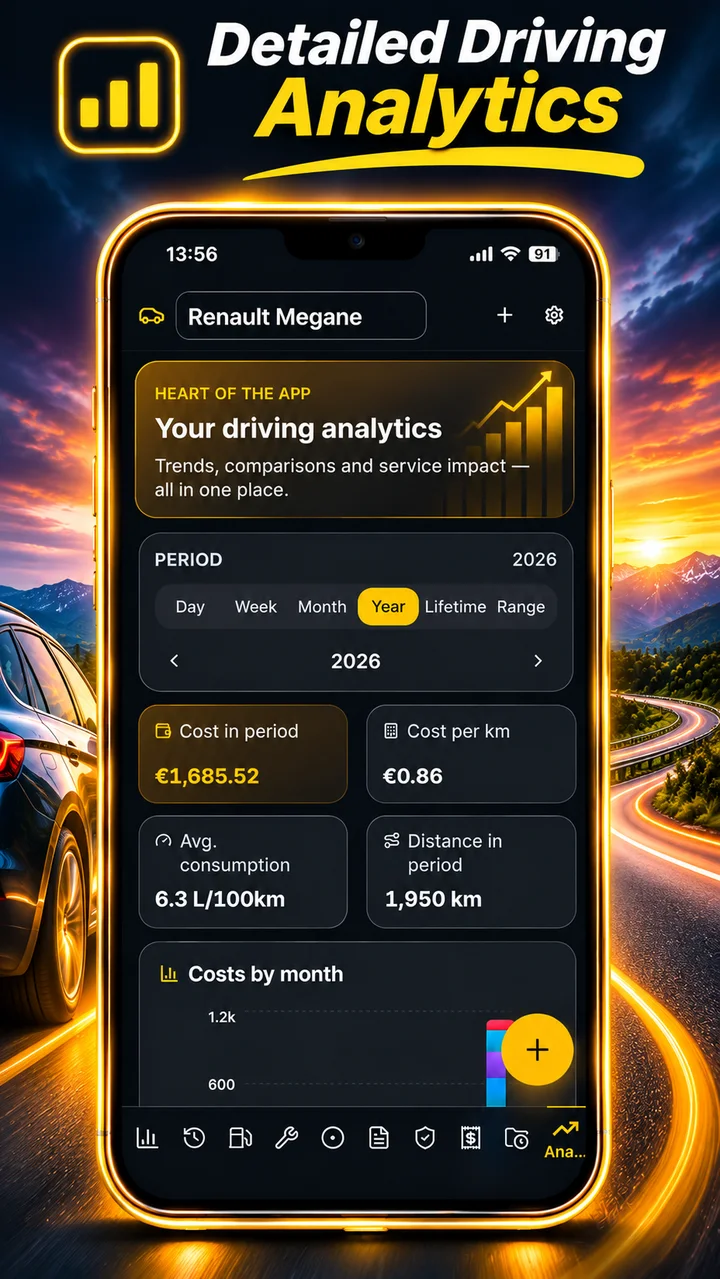 Detailed Driving
Analytics
13:56
91
Renault Megane
HEART OF THE APP
Your driving analytics
Trends, comparisons and service impact —
all in one place.
PERIOD
2026
Day Week Month Year Lifetime Range
2026
Cost in period
€1,685.52
Cost per km
€0.86
Avg.
consumption
6.3 L/100km
Distance in
period
1,950 km
Costs by month
1.2k
600
Ana...